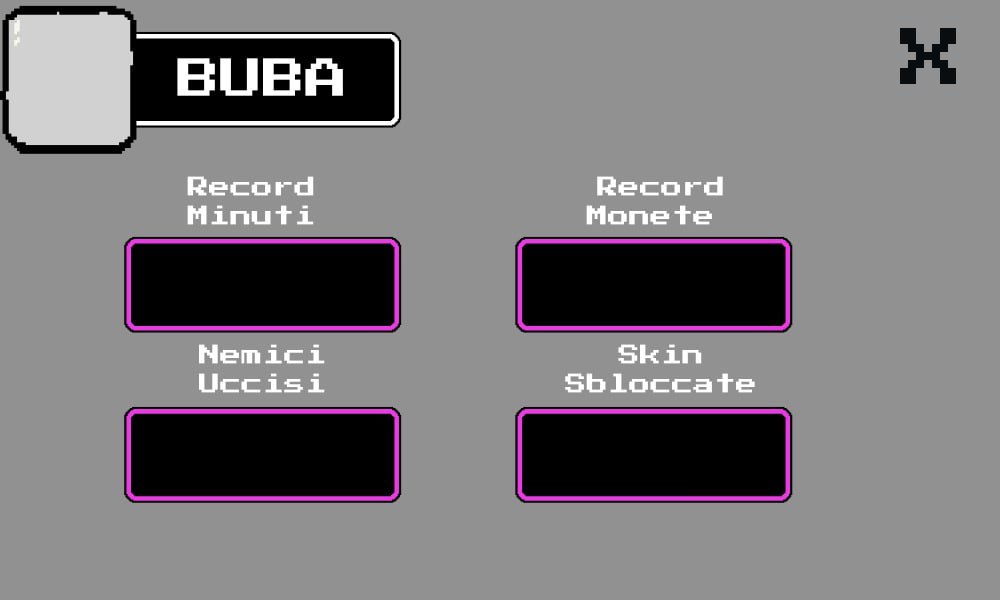 BUBA
Record
Minuti
Record
Monete
Nemici
Uccisi
Skin
Sbloccate